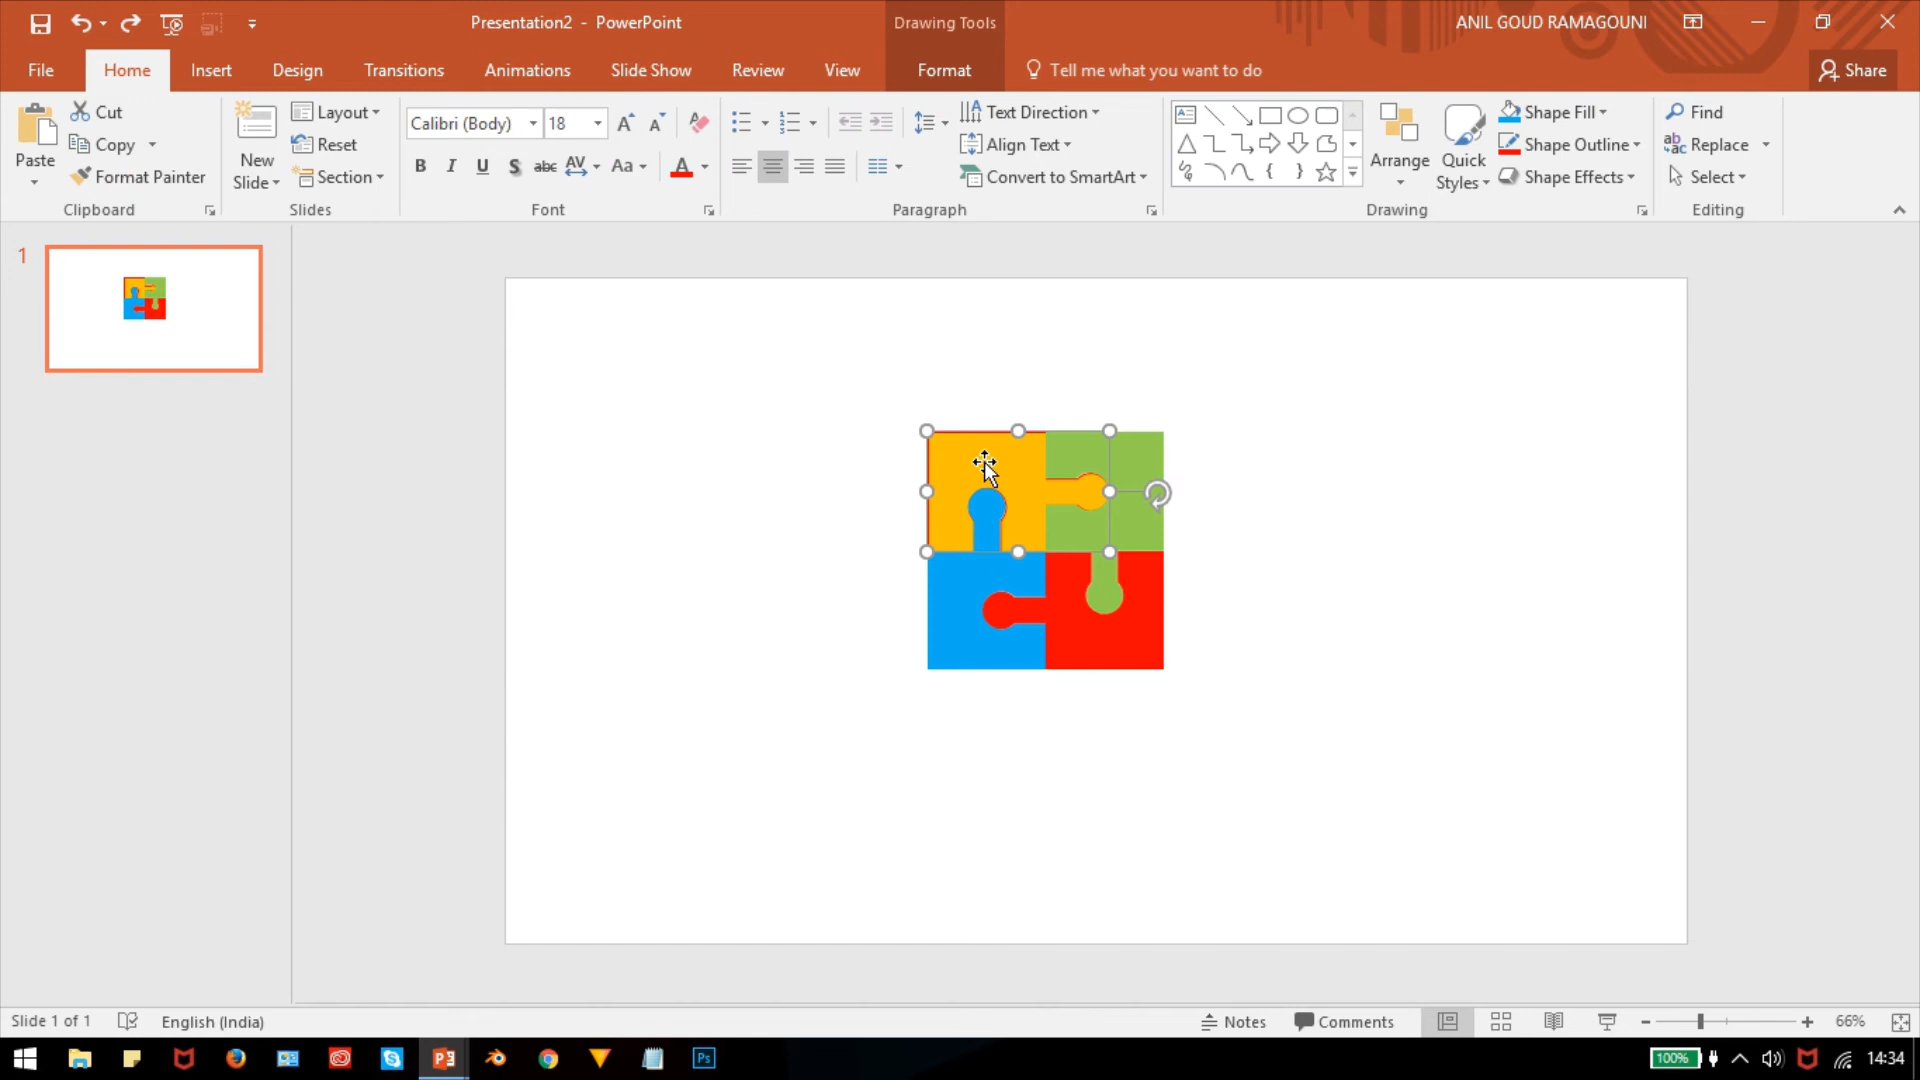 Presentation2 - PowerPoint
Drawing Tools
ANIL GOUD RAMAGOUNI
File
Home
Insert
Design
Transitions
Animations
Slide Show
Review
View
Format
Tell me what you want to do
Share
Paste
Cut
Copy
Format Painter
Clipboard
New
Slide
Layout
Reset
Section
Slides
Calibri (Body)
18
A A
B I U S abc AV Aa A
Font
Text Direction
Align Text
Convert to SmartArt
Paragraph
Arrange
Quick
Styles
Shape Fill
Shape Outline
Shape Effects
Drawing
Find
Replace
Select
Editing
1
Slide 1 of 1
English (India)
Notes
Comments
66%
Ps
100%
14:34